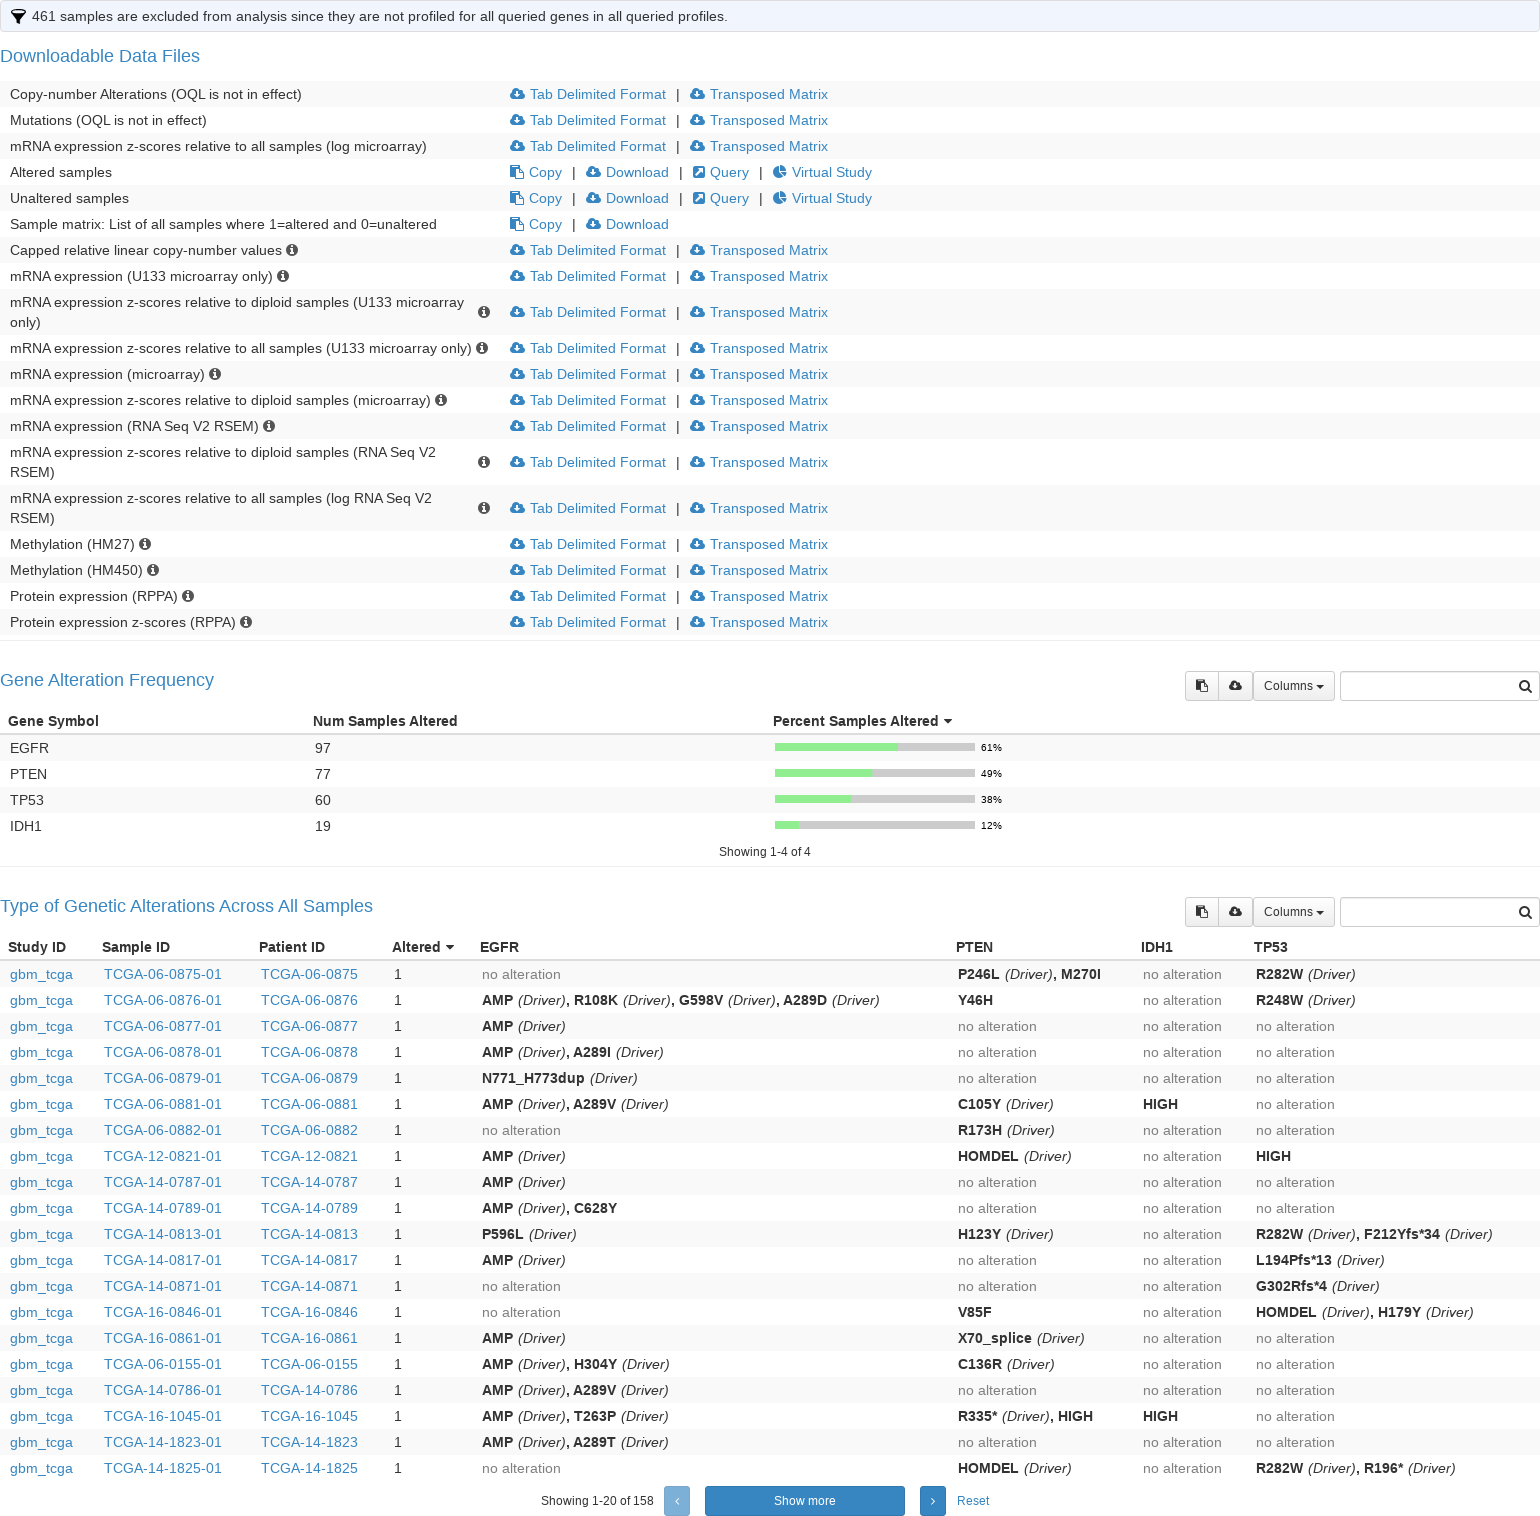 461 samples are excluded from analysis since they are not profiled for all queried genes in all queried profiles.
Downloadable Data Files
Copy-number Alterations (OQL is not in effect) Tab Delimited Format | Transposed Matrix
Mutations (OQL is not in effect) Tab Delimited Format | Transposed Matrix
mRNA expression z-scores relative to all samples (log microarray) Tab Delimited Format | Transposed Matrix
Altered samples Copy | Download | Query | Virtual Study
Unaltered samples Copy | Download | Query | Virtual Study
Sample matrix: List of all samples where 1=altered and 0=unaltered Copy | Download
Capped relative linear copy-number values Tab Delimited Format | Transposed Matrix
mRNA expression (U133 microarray only) Tab Delimited Format | Transposed Matrix
mRNA expression z-scores relative to diploid samples (U133 microarray
only) Tab Delimited Format | Transposed Matrix
mRNA expression z-scores relative to all samples (U133 microarray only) Tab Delimited Format | Transposed Matrix
mRNA expression (microarray) Tab Delimited Format | Transposed Matrix
mRNA expression z-scores relative to diploid samples (microarray) Tab Delimited Format | Transposed Matrix
mRNA expression (RNA Seq V2 RSEM) Tab Delimited Format | Transposed Matrix
mRNA expression z-scores relative to diploid samples (RNA Seq V2
RSEM) Tab Delimited Format | Transposed Matrix
mRNA expression z-scores relative to all samples (log RNA Seq V2
RSEM) Tab Delimited Format | Transposed Matrix
Methylation (HM27) Tab Delimited Format | Transposed Matrix
Methylation (HM450) Tab Delimited Format | Transposed Matrix
Protein expression (RPPA) Tab Delimited Format | Transposed Matrix
Protein expression z-scores (RPPA) Tab Delimited Format | Transposed Matrix
Gene Alteration Frequency Columns
Gene Symbol Num Samples Altered Percent Samples Altered
EGFR 97 61%
PTEN 77 49%
TP53 60 38%
IDH1 19 12%
Showing 1-4 of 4
Type of Genetic Alterations Across All Samples Columns
Study ID Sample ID Patient ID Altered EGFR PTEN IDH1 TP53
gbm_tcga TCGA-06-0875-01 TCGA-06-0875 1 no alteration P246L (Driver), M270I no alteration R282W (Driver)
gbm_tcga TCGA-06-0876-01 TCGA-06-0876 1 AMP (Driver), R108K (Driver), G598V (Driver), A289D (Driver) Y46H no alteration R248W (Driver)
gbm_tcga TCGA-06-0877-01 TCGA-06-0877 1 AMP (Driver) no alteration no alteration no alteration
gbm_tcga TCGA-06-0878-01 TCGA-06-0878 1 AMP (Driver), A289I (Driver) no alteration no alteration no alteration
gbm_tcga TCGA-06-0879-01 TCGA-06-0879 1 N771_H773dup (Driver) no alteration no alteration no alteration
gbm_tcga TCGA-06-0881-01 TCGA-06-0881 1 AMP (Driver), A289V (Driver) C105Y (Driver) HIGH no alteration
gbm_tcga TCGA-06-0882-01 TCGA-06-0882 1 no alteration R173H (Driver) no alteration no alteration
gbm_tcga TCGA-12-0821-01 TCGA-12-0821 1 AMP (Driver) HOMDEL (Driver) no alteration HIGH
gbm_tcga TCGA-14-0787-01 TCGA-14-0787 1 AMP (Driver) no alteration no alteration no alteration
gbm_tcga TCGA-14-0789-01 TCGA-14-0789 1 AMP (Driver), C628Y no alteration no alteration no alteration
gbm_tcga TCGA-14-0813-01 TCGA-14-0813 1 P596L (Driver) H123Y (Driver) no alteration R282W (Driver), F212Yfs*34 (Driver)
gbm_tcga TCGA-14-0817-01 TCGA-14-0817 1 AMP (Driver) no alteration no alteration L194Pfs*13 (Driver)
gbm_tcga TCGA-14-0871-01 TCGA-14-0871 1 no alteration no alteration no alteration G302Rfs*4 (Driver)
gbm_tcga TCGA-16-0846-01 TCGA-16-0846 1 no alteration V85F no alteration HOMDEL (Driver), H179Y (Driver)
gbm_tcga TCGA-16-0861-01 TCGA-16-0861 1 AMP (Driver) X70_splice (Driver) no alteration no alteration
gbm_tcga TCGA-06-0155-01 TCGA-06-0155 1 AMP (Driver), H304Y (Driver) C136R (Driver) no alteration no alteration
gbm_tcga TCGA-14-0786-01 TCGA-14-0786 1 AMP (Driver), A289V (Driver) no alteration no alteration no alteration
gbm_tcga TCGA-16-1045-01 TCGA-16-1045 1 AMP (Driver), T263P (Driver) R335* (Driver), HIGH HIGH no alteration
gbm_tcga TCGA-14-1823-01 TCGA-14-1823 1 AMP (Driver), A289T (Driver) no alteration no alteration no alteration
gbm_tcga TCGA-14-1825-01 TCGA-14-1825 1 no alteration HOMDEL (Driver) no alteration R282W (Driver), R196* (Driver)
Showing 1-20 of 158 Show more Reset